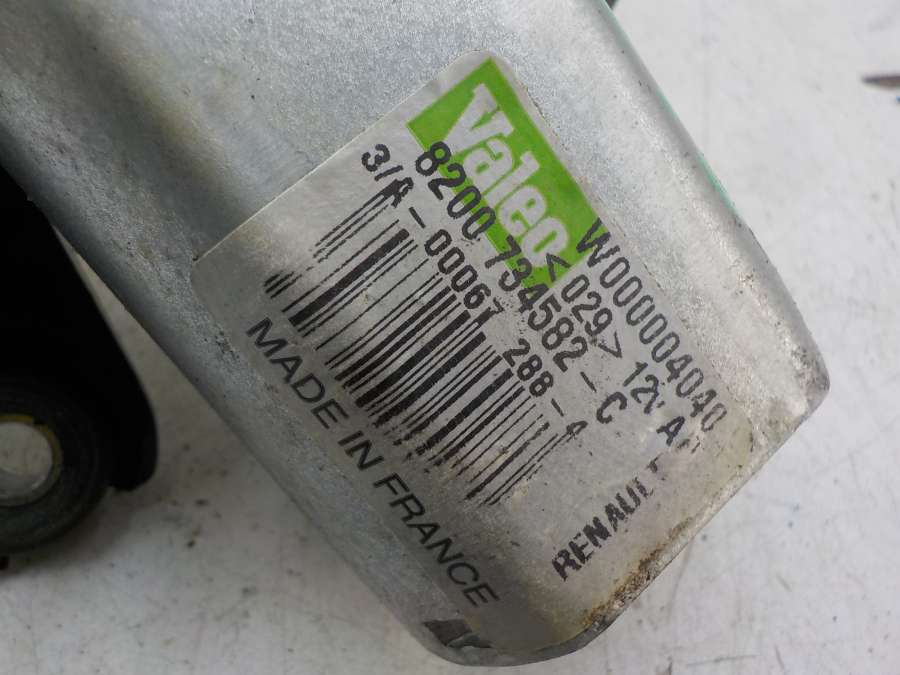 Valeo
W000004040
<029> 12V
8200 734582-C
3/A-00067 288-A
RENAULT
MADE IN FRANCE